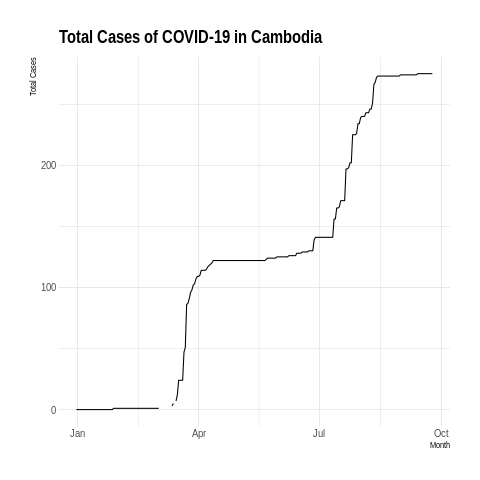 Total Cases of COVID-19 in Cambodia
Total Cases
200
100
0
Jan Apr Jul Oct
Month